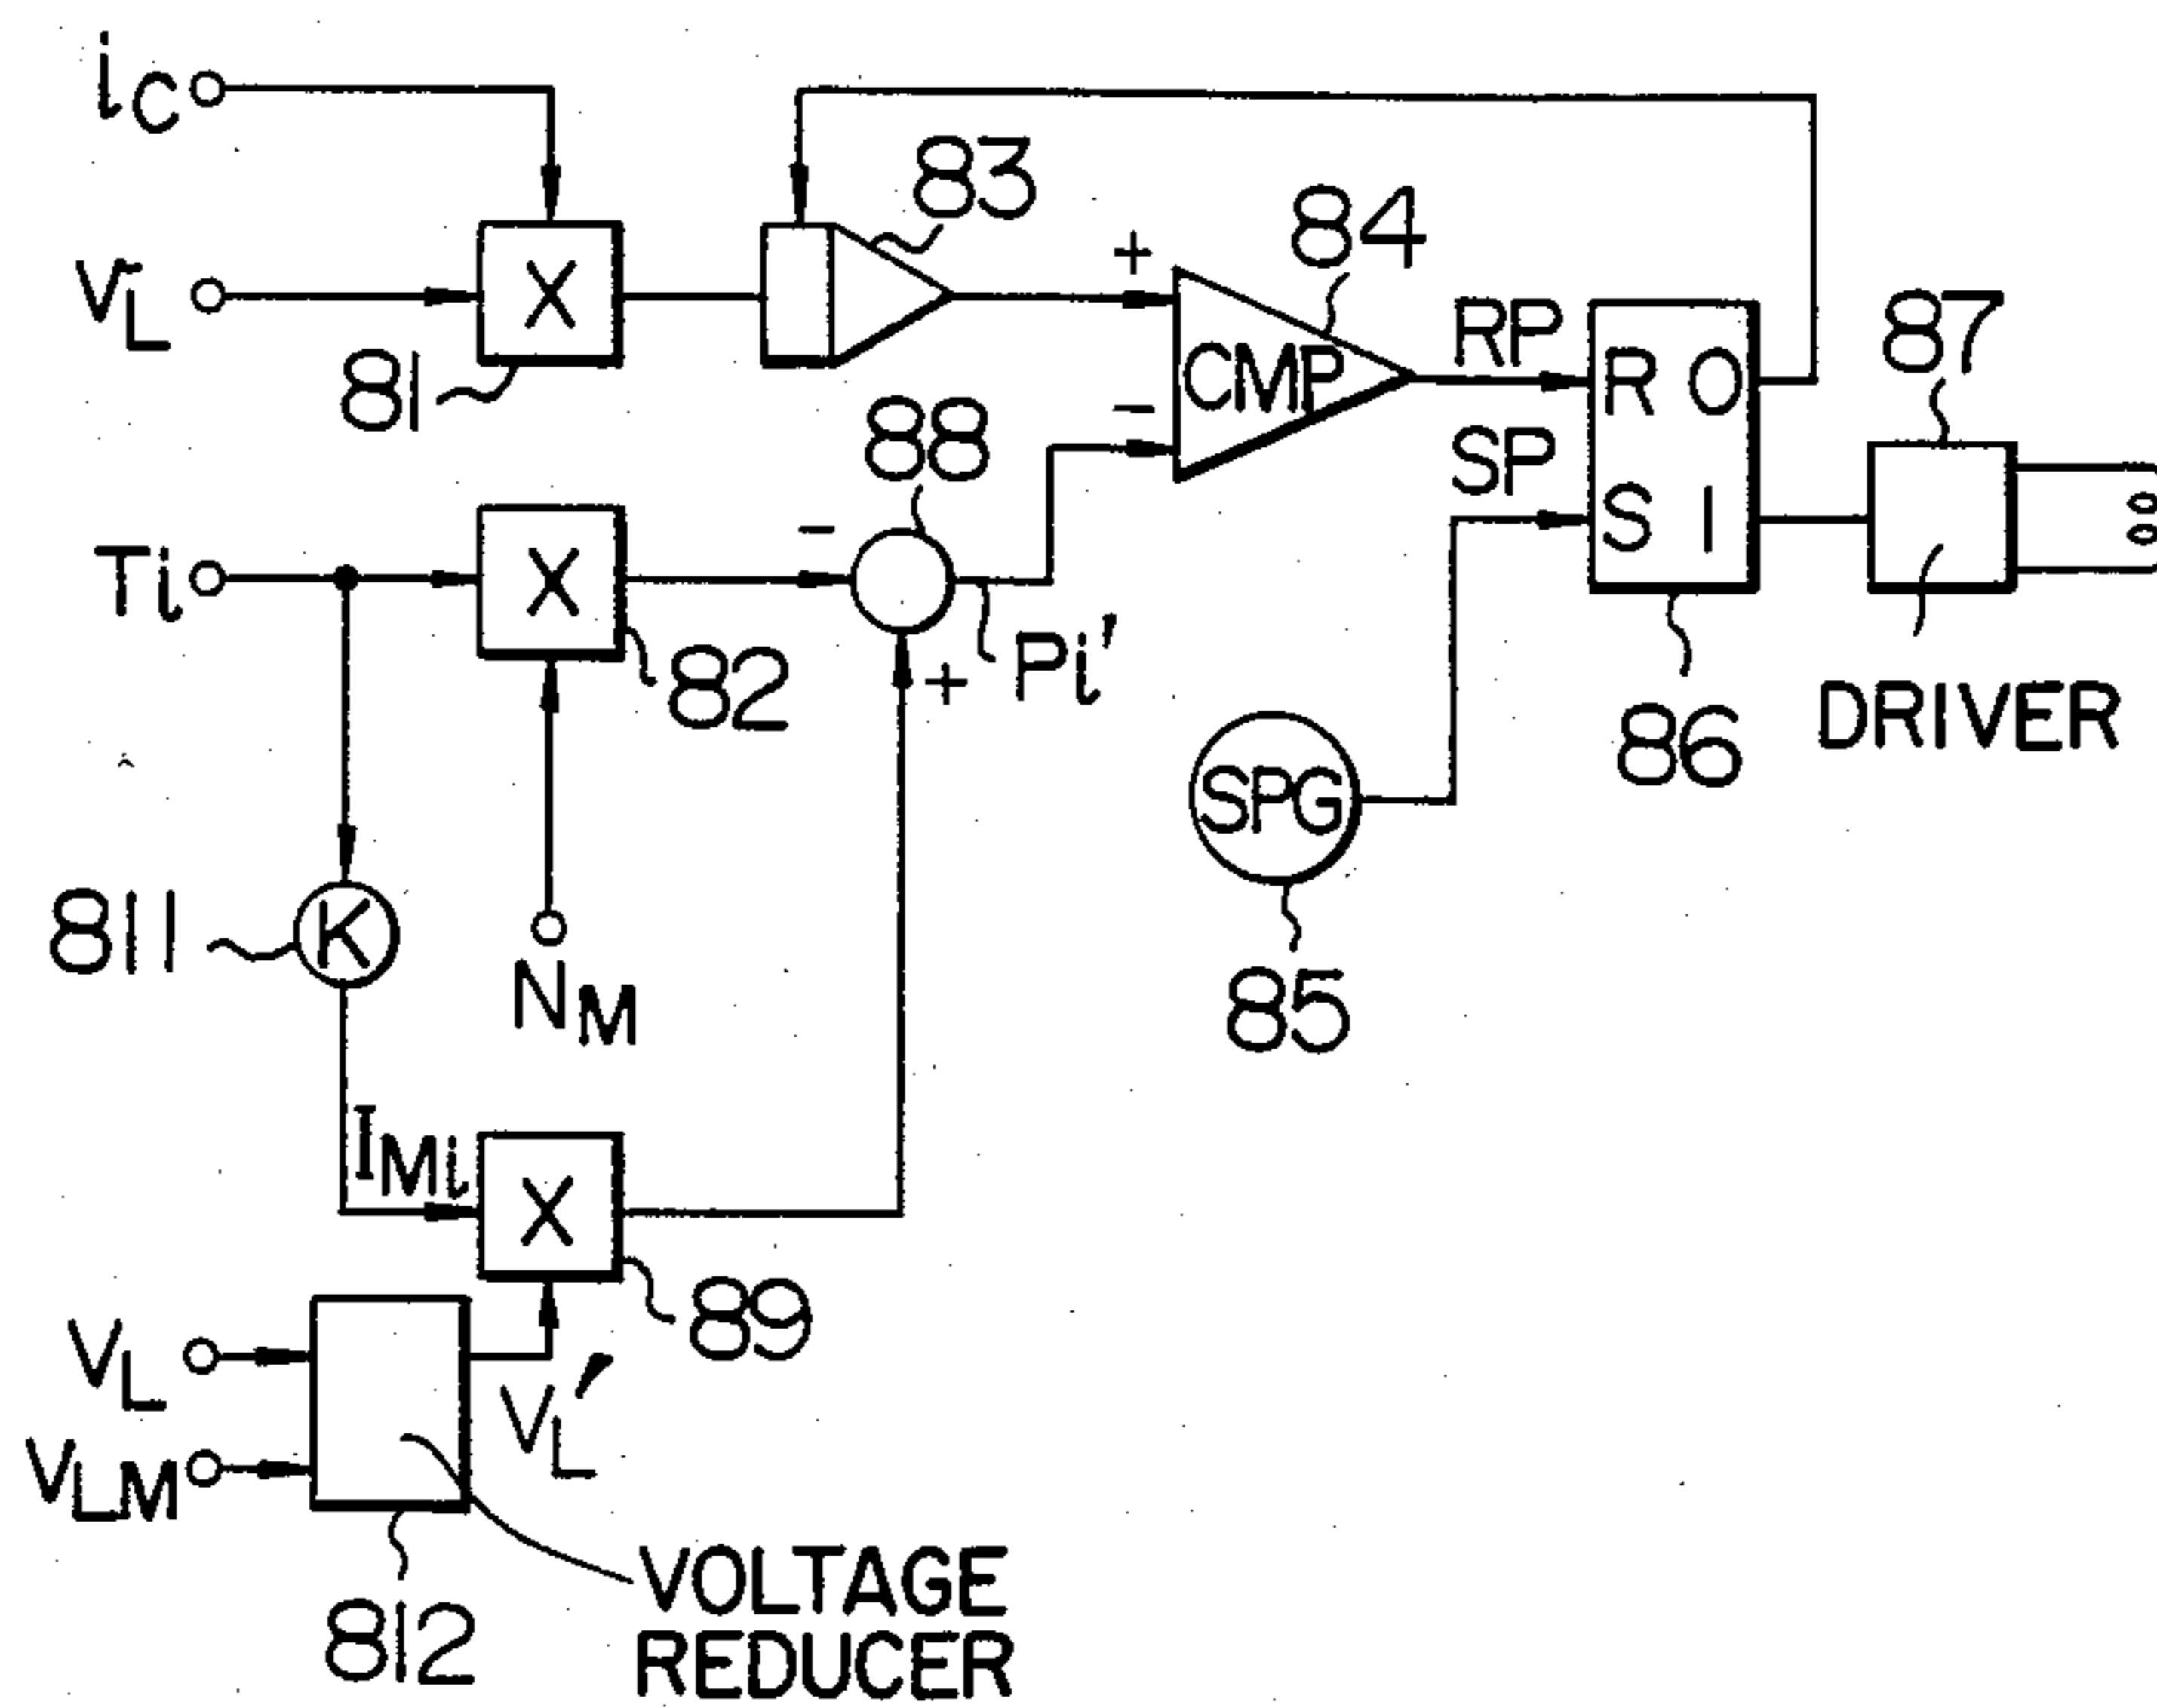 iC
83
84
+
vL
X
RP
87
81
CMP
R O
88
−
SP
S 1
−
Ti
X
Pi'
82
+
86
DRIVER
SPG
811
K
NM
85
IMi
X
89
VL
VL'
VLM
812
VOLTAGE
REDUCER